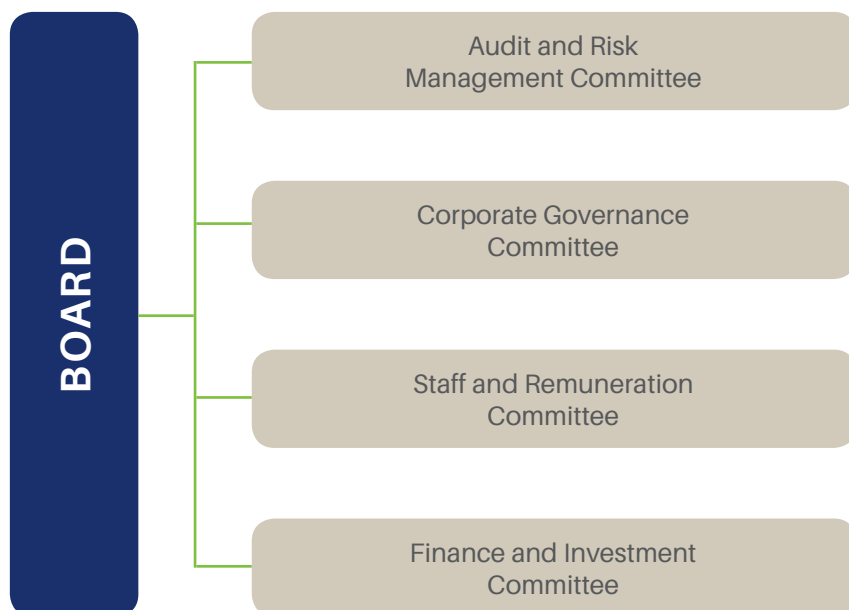 BOARD
Audit and Risk
Management Committee
Corporate Governance
Committee
Staff and Remuneration
Committee
Finance and Investment
Committee